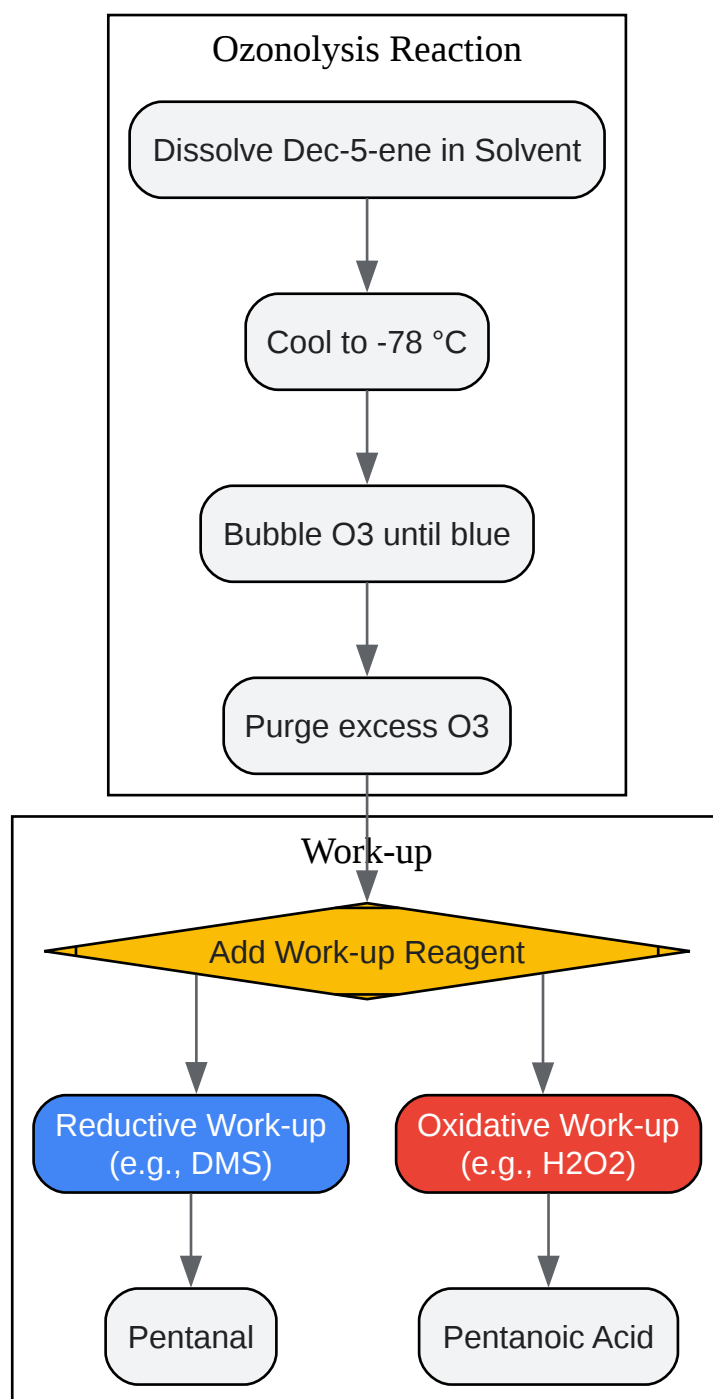 Ozonolysis Reaction
Dissolve Dec-5-ene in Solvent
Cool to -78 °C
Bubble O3 until blue
Purge excess O3
Work-up
Add Work-up Reagent
Reductive Work-up
(e.g., DMS)
Oxidative Work-up
(e.g., H2O2)
Pentanal
Pentanoic Acid